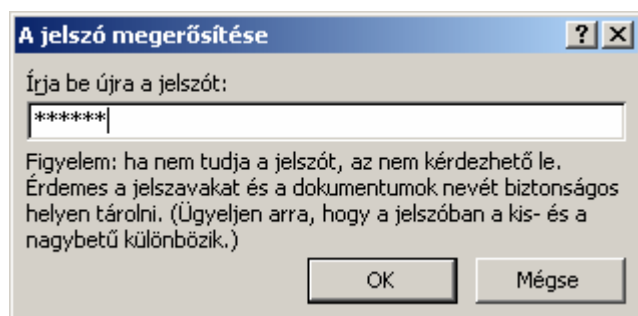 A jelszó megerősítése
Írja be újra a jelszót:
******
Figyelem: ha nem tudja a jelszót, az nem kérdezhető le.
Érdemes a jelszavakat és a dokumentumok nevét biztonságos
helyen tárolni. (Ügyeljen arra, hogy a jelszóban a kis- és a
nagybetű különbözik.)
OK Mégse